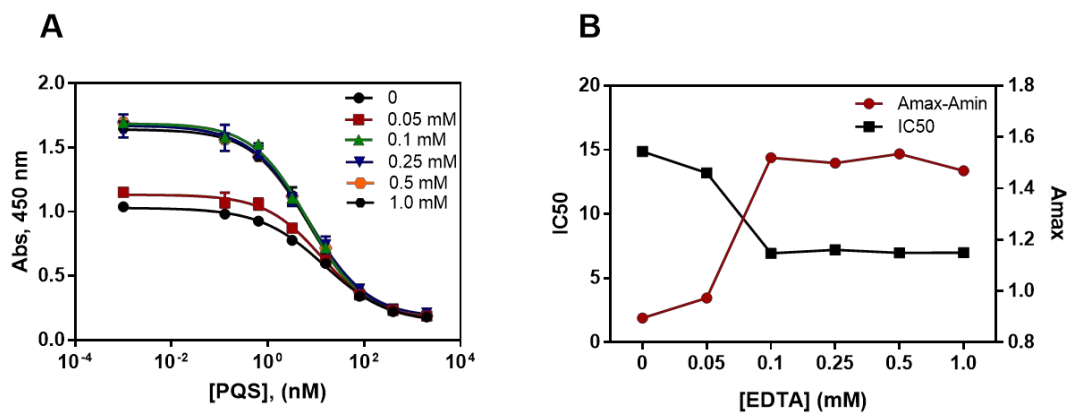 A
2.0
1.5
1.0
0.5
0.0
Abs, 450 nm
10⁻⁴
10⁻²
10⁰
10²
10⁴
[PQS], (nM)
0
0.05 mM
0.1 mM
0.25 mM
0.5 mM
1.0 mM
B
20
15
10
5
0
IC50
Amax-Amin
IC50
1.8
1.6
1.4
1.2
1.0
0.8
Amax
0
0.05
0.1
0.25
0.5
1.0
[EDTA] (mM)